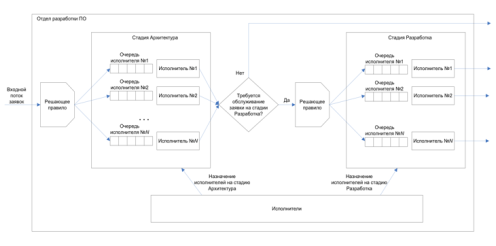 Отдел разработки ПО
Стадия Архитектура
Стадия Разработка
Входной
поток
заявок
Решающее
правило
Очередь
исполнителя №1
Исполнитель №1
Очередь
исполнителя №2
Исполнитель №2
. . .
Очередь
исполнителя №N
Исполнитель №N
Нет
Требуется
обслуживание
заявки на стадии
Разработка?
Да
Решающее
правило
Очередь
исполнителя №1
Исполнитель №1
Очередь
исполнителя №2
Исполнитель №2
Очередь
исполнителя №N
Исполнитель №N
Назначение
исполнителей на стадию
Архитектура
Назначение
исполнителей на стадию
Разработка
Исполнители